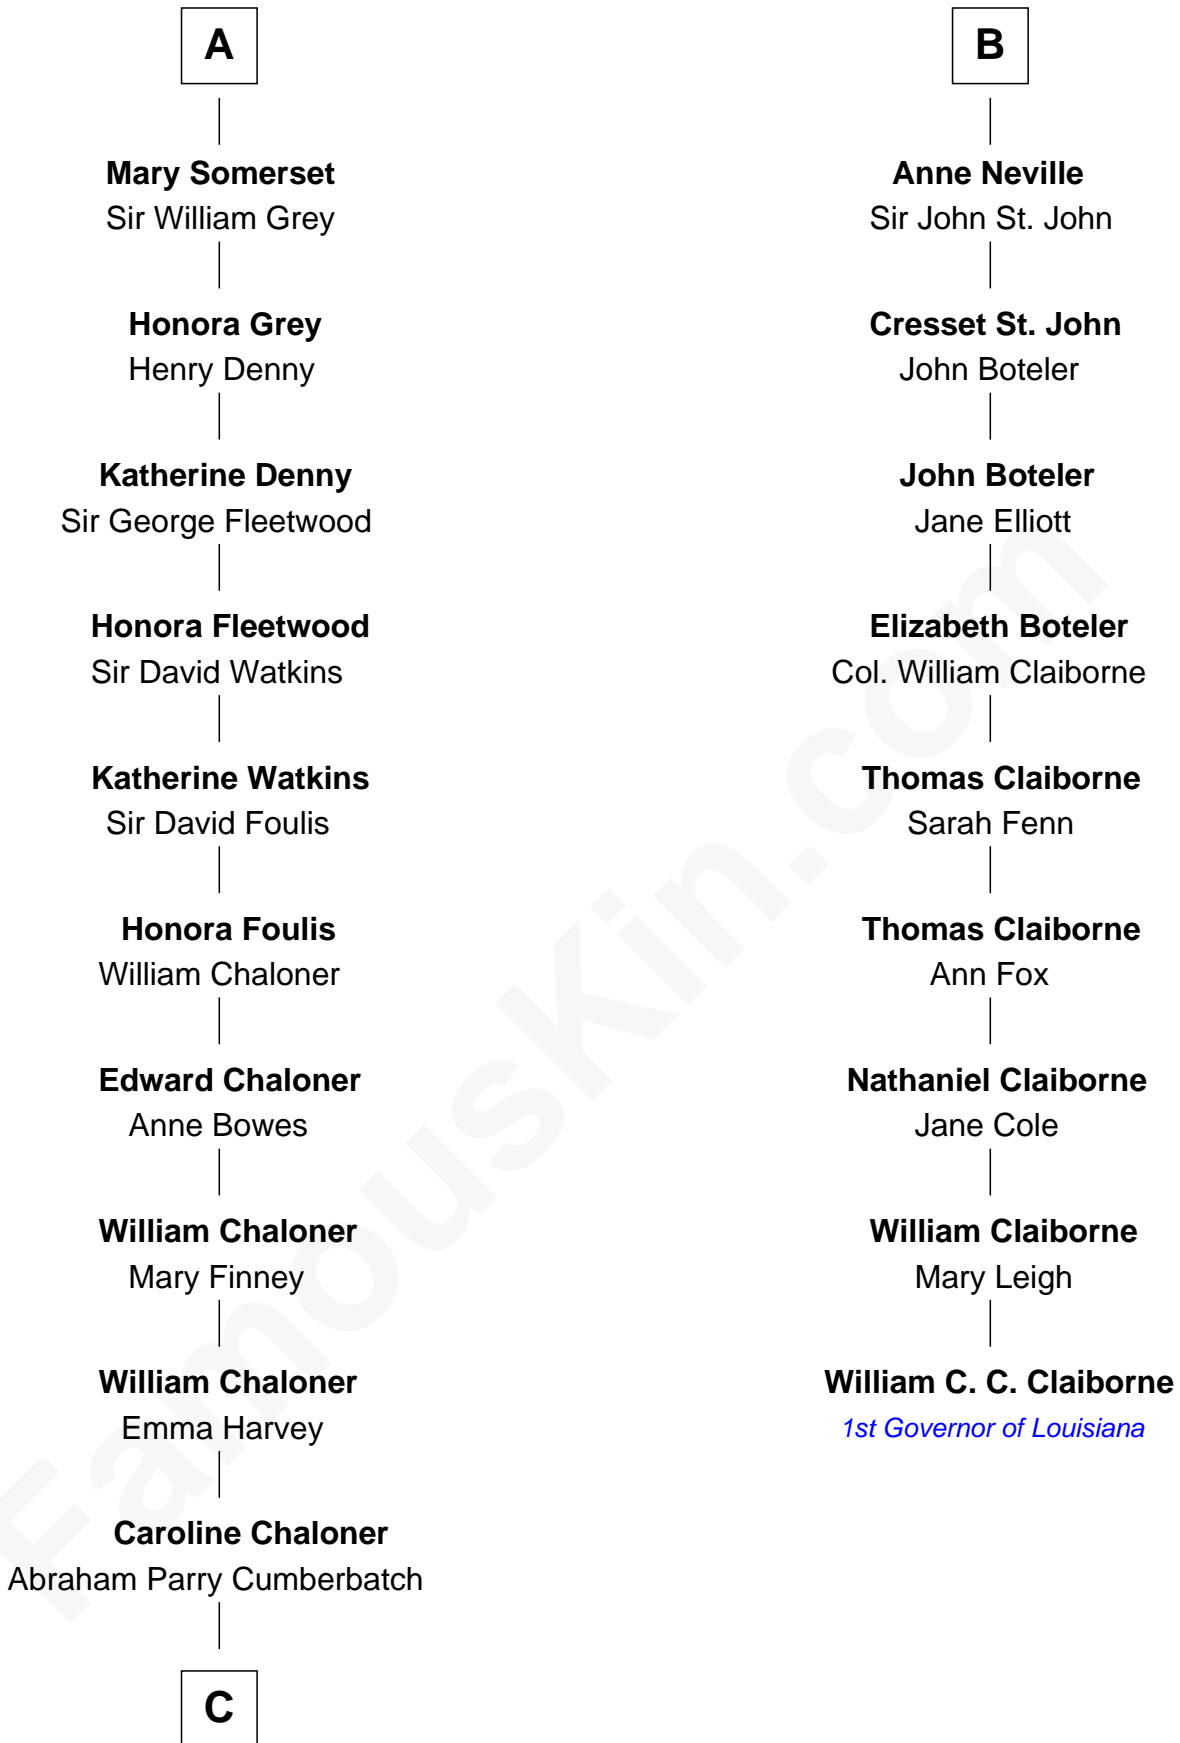 A
Mary Somerset
Sir William Grey
Honora Grey
Henry Denny
Katherine Denny
Sir George Fleetwood
Honora Fleetwood
Sir David Watkins
Katherine Watkins
Sir David Foulis
Honora Foulis
William Chaloner
Edward Chaloner
Anne Bowes
William Chaloner
Mary Finney
William Chaloner
Emma Harvey
Caroline Chaloner
Abraham Parry Cumberbatch
C
B
Anne Neville
Sir John St. John
Cresset St. John
John Boteler
John Boteler
Jane Elliott
Elizabeth Boteler
Col. William Claiborne
Thomas Claiborne
Sarah Fenn
Thomas Claiborne
Ann Fox
Nathaniel Claiborne
Jane Cole
William Claiborne
Mary Leigh
William C. C. Claiborne
1st Governor of Louisiana
FamousKin.com